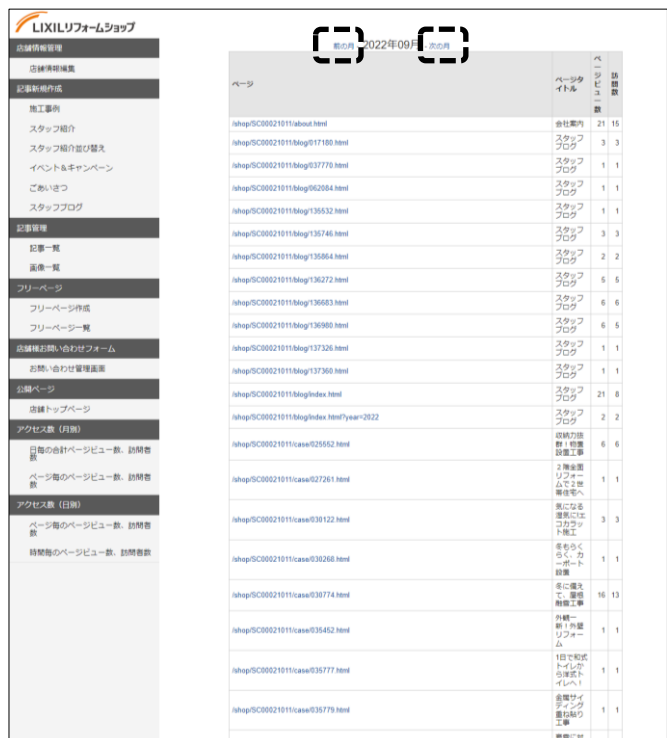 LIXILリフォームショップ
店舗情報管理
店舗情報編集
記事新規作成
施工事例
スタッフ紹介
スタッフ紹介並び替え
イベント&キャンペーン
ごあいさつ
スタッフブログ
記事管理
記事一覧
画像一覧
フリーページ
フリーページ作成
フリーページ一覧
店舗様お問い合わせフォーム
お問い合わせ管理画面
公開ページ
店舗トップページ
アクセス数（月別）
日毎の合計ページビュー数、訪問者
数
ページ毎のページビュー数、訪問者
数
アクセス数（日別）
ページ毎のページビュー数、訪問者
数
時間毎のページビュー数、訪問者数
前の月 - 2022年09月 - 次の月
ページ ページタイトル ページビュー数 訪問数
/shop/SC00021011/about.html 会社案内 21 15
/shop/SC00021011/blog/017180.html スタッフブログ 3 3
/shop/SC00021011/blog/037770.html スタッフブログ 1 1
/shop/SC00021011/blog/062084.html スタッフブログ 1 1
/shop/SC00021011/blog/135532.html スタッフブログ 1 1
/shop/SC00021011/blog/135746.html スタッフブログ 3 3
/shop/SC00021011/blog/135864.html スタッフブログ 2 2
/shop/SC00021011/blog/136272.html スタッフブログ 5 5
/shop/SC00021011/blog/136683.html スタッフブログ 6 6
/shop/SC00021011/blog/136980.html スタッフブログ 6 5
/shop/SC00021011/blog/137326.html スタッフブログ 1 1
/shop/SC00021011/blog/137360.html スタッフブログ 1 1
/shop/SC00021011/blog/index.html スタッフブログ 21 8
/shop/SC00021011/blog/index.html?year=2022 スタッフブログ 2 2
/shop/SC00021011/case/025552.html 収納力抜群！物置設置工事 6 6
/shop/SC00021011/case/027261.html 2階全面リフォームで2世帯住宅へ 1 1
/shop/SC00021011/case/030122.html 気になる湿気にエコカラット施工 3 3
/shop/SC00021011/case/030268.html 冬もらくらく、カーポート設置 1 1
/shop/SC00021011/case/030774.html 冬に備えて、屋根融雪工事 16 13
/shop/SC00021011/case/035452.html 外観一新！外壁リフォーム 1 1
/shop/SC00021011/case/035777.html 1日で和式トイレから洋式トイレへ！ 1 1
/shop/SC00021011/case/035779.html 金属サイディング重ね貼り工事 1 1